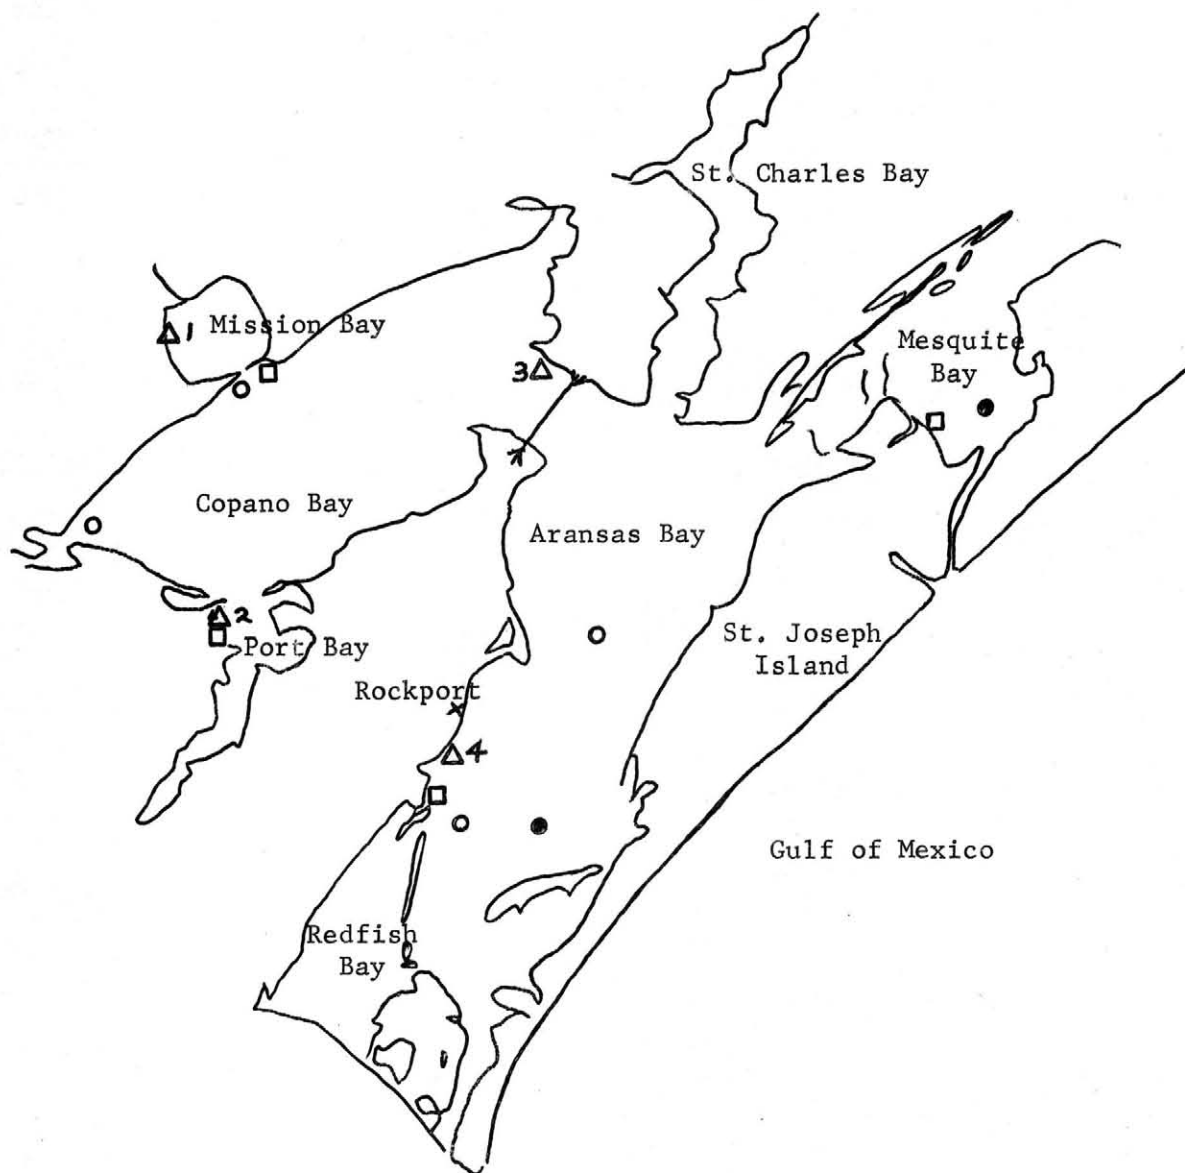 St. Charles Bay
1 Mission Bay
Mesquite
Bay
3
Copano Bay
Aransas Bay
2
Port Bay
St. Joseph
Island
Rockport
4
Gulf of Mexico
Redfish
Bay